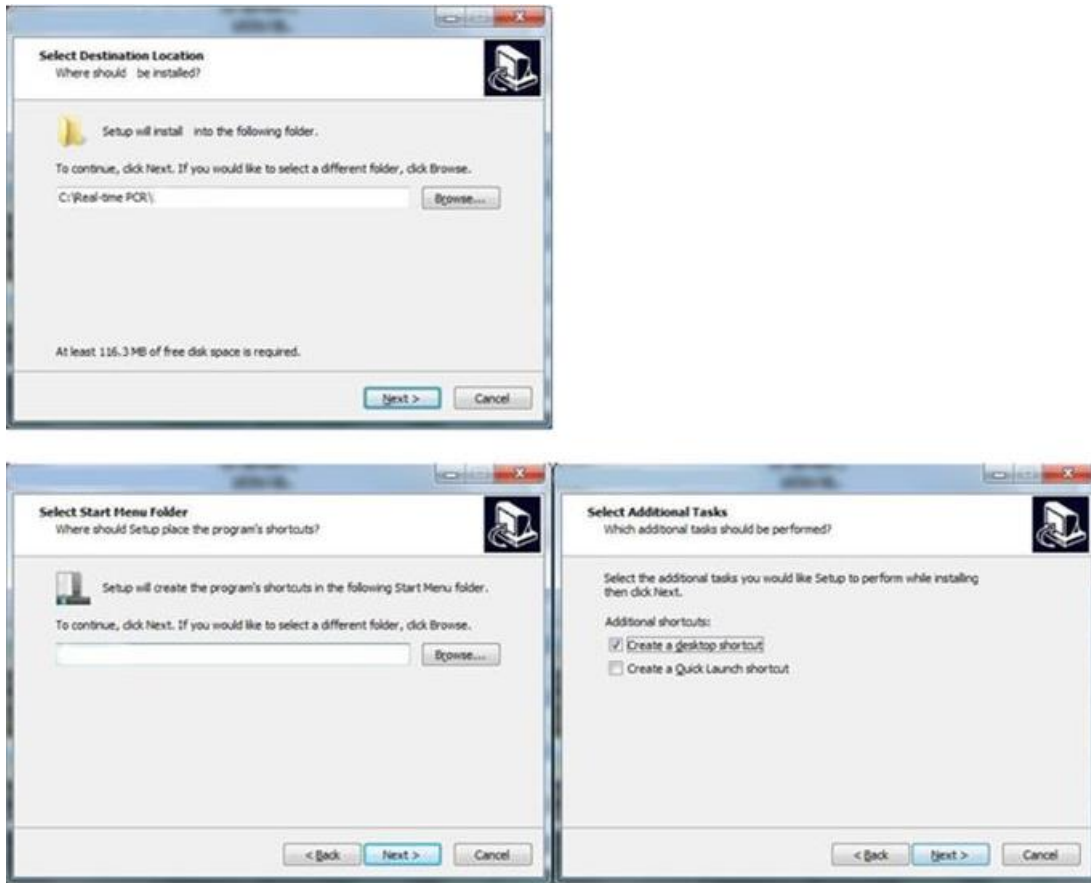 Select Destination Location
Where should be installed?
Setup will install into the following folder.
To continue, click Next. If you would like to select a different folder, click Browse.
C:\Real-time PCR\
Browse...
At least 116.3 MB of free disk space is required.
Next >
Cancel
Select Start Menu Folder
Where should Setup place the program's shortcuts?
Setup will create the program's shortcuts in the following Start Menu folder.
To continue, click Next. If you would like to select a different folder, click Browse.
Browse...
< Back
Next >
Cancel
Select Additional Tasks
Which additional tasks should be performed?
Select the additional tasks you would like Setup to perform while installing
then click Next.
Additional shortcuts:
Create a desktop shortcut
Create a Quick Launch shortcut
< Back
Next >
Cancel